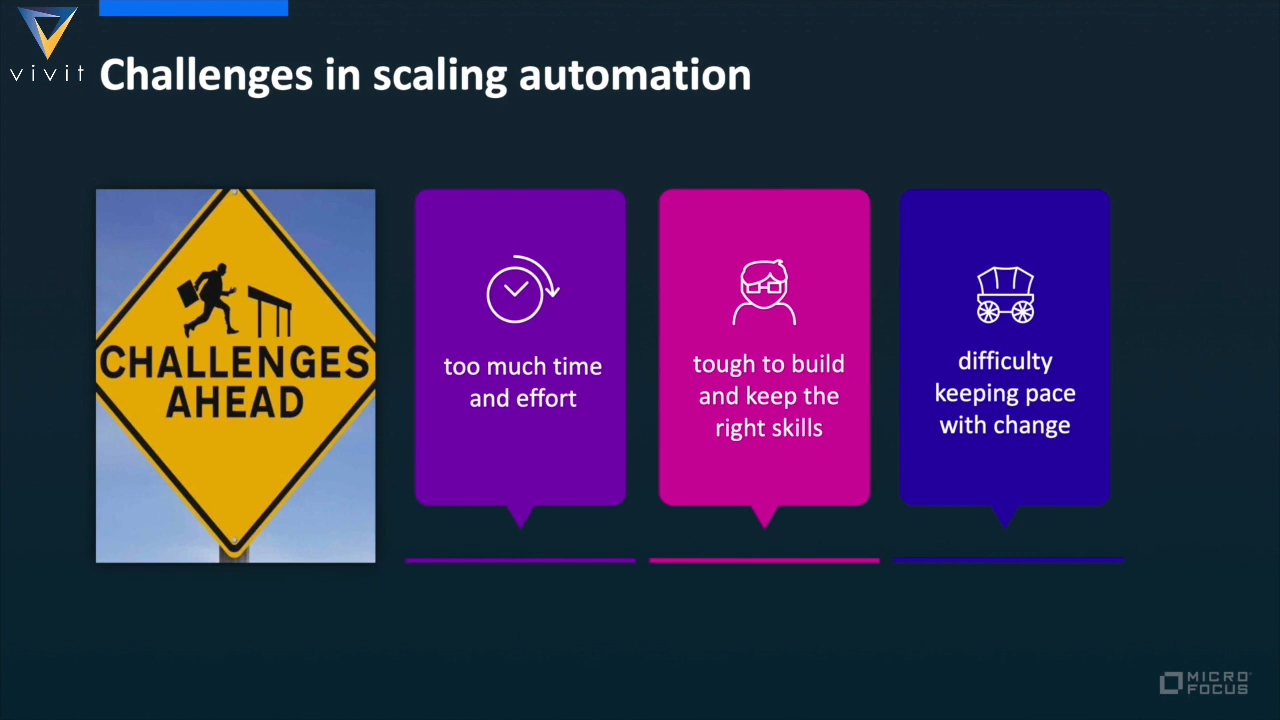 vivit
Challenges in scaling automation
CHALLENGES
AHEAD
too much time
and effort
tough to build
and keep the
right skills
difficulty
keeping pace
with change
MICRO
FOCUS